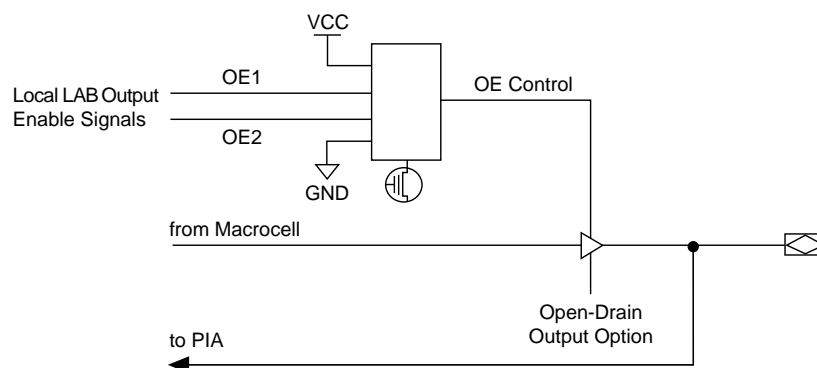 VCC
OE1
OE Control
Local LAB Output
Enable Signals
OE2
GND
from Macrocell
Open-Drain
Output Option
to PIA